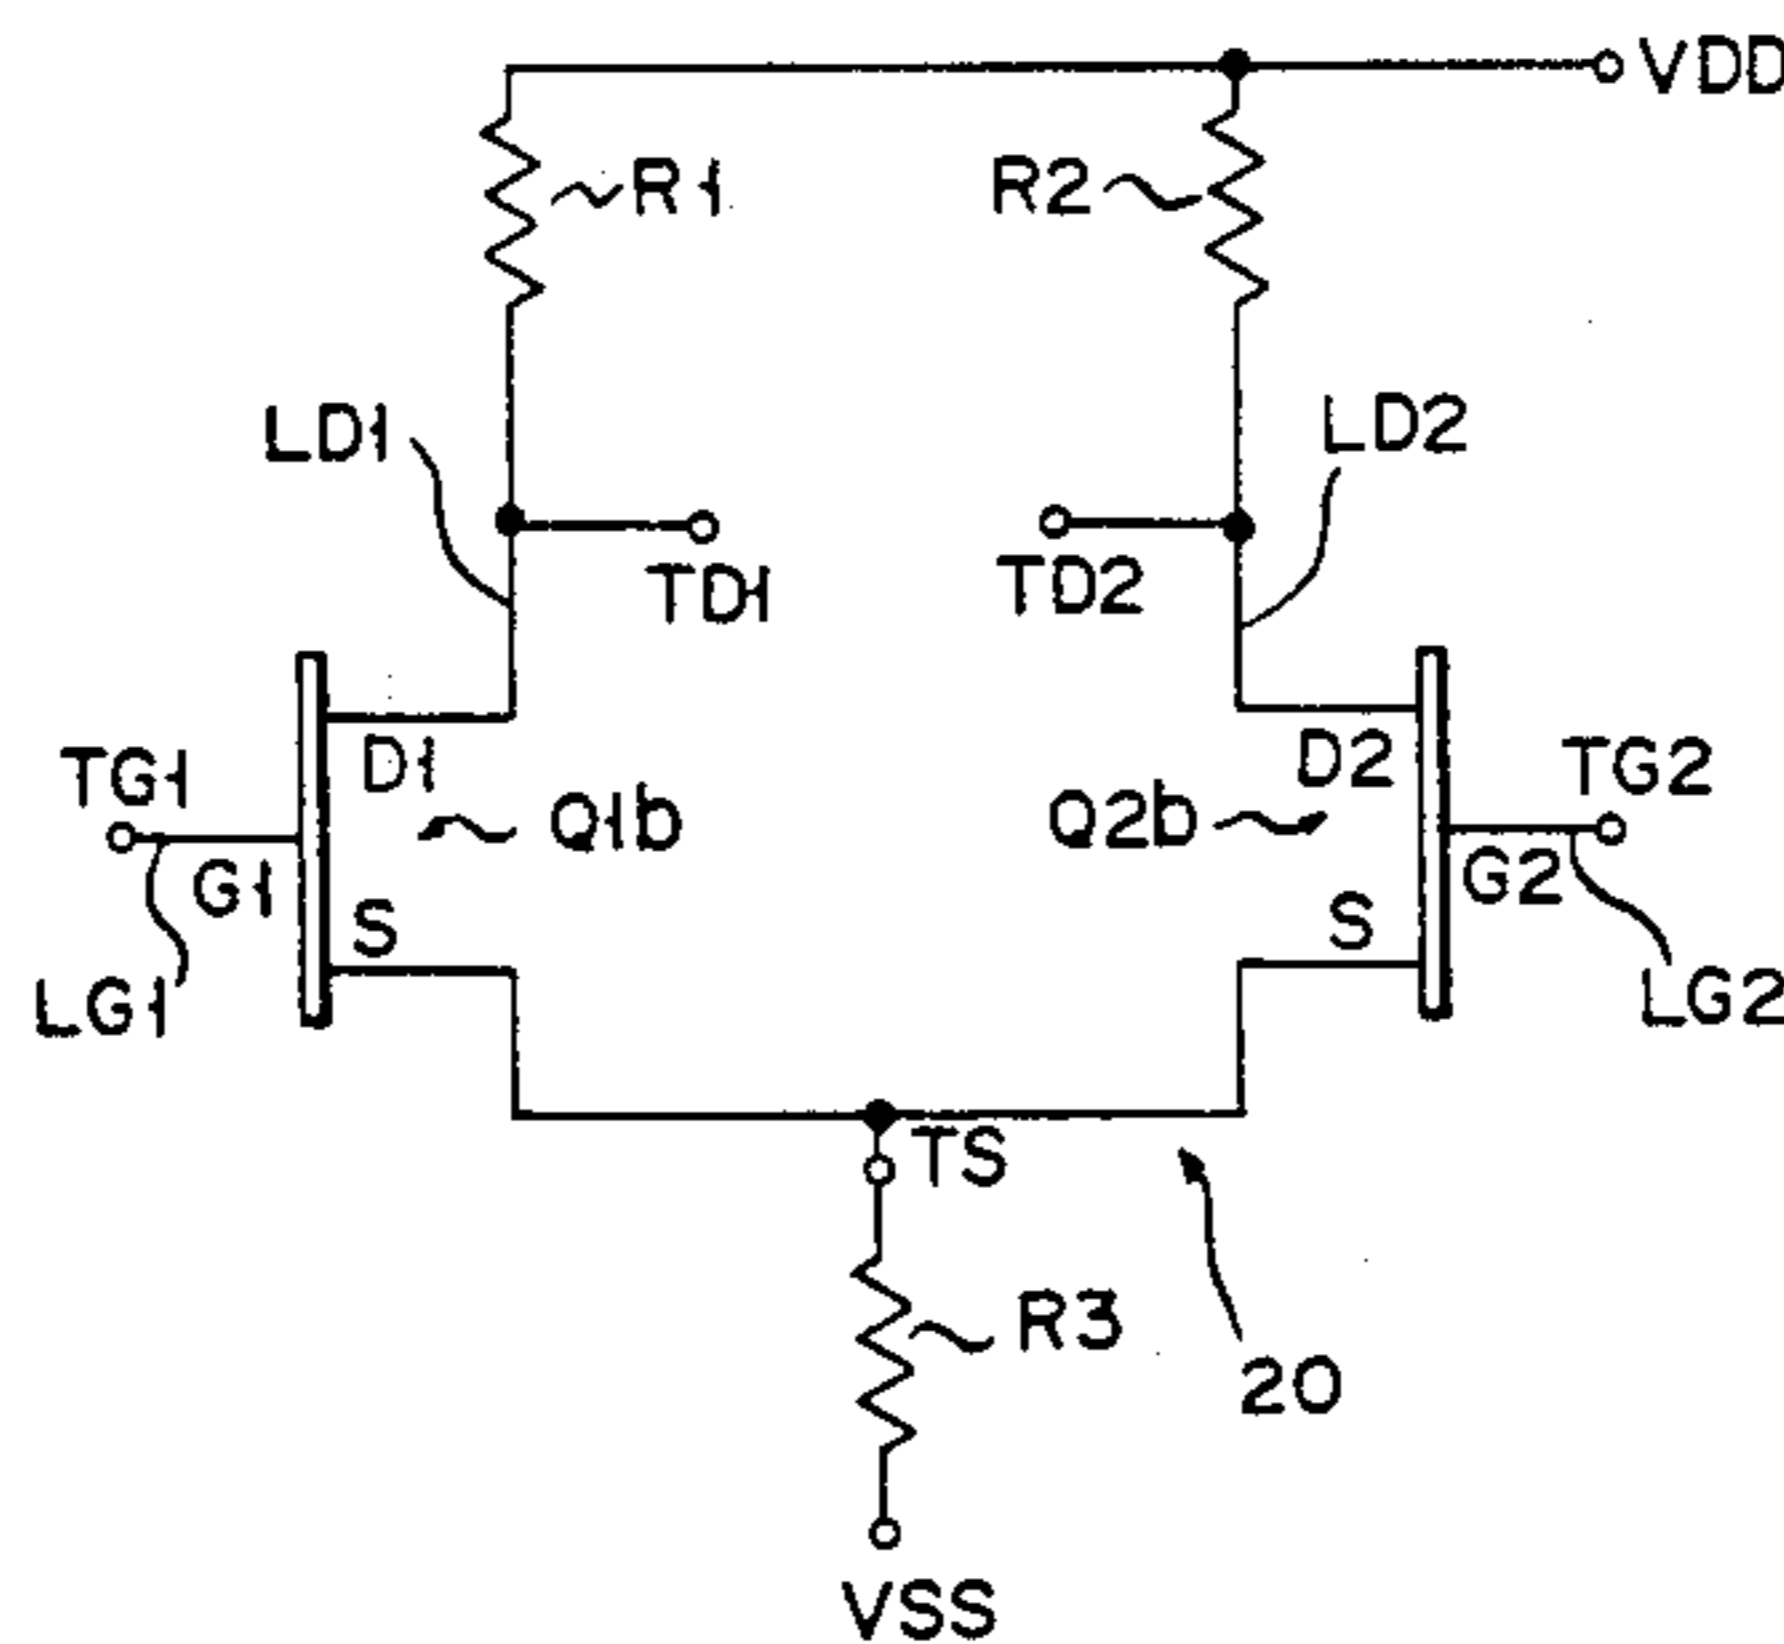 VDD
R1
R2
LD1
LD2
TD1
TD2
TG1
D1
D2
TG2
Q1b
Q2b
G1
G2
S
S
LG1
LG2
TS
R3
20
VSS